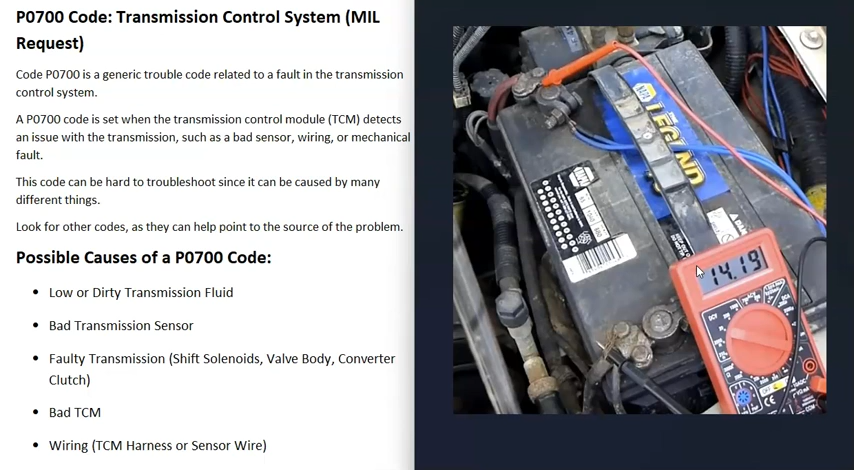 P0700 Code: Transmission Control System (MIL
Request)
Code P0700 is a generic trouble code related to a fault in the transmission
control system.
A P0700 code is set when the transmission control module (TCM) detects
an issue with the transmission, such as a bad sensor, wiring, or mechanical
fault.
This code can be hard to troubleshoot since it can be caused by many
different things.
Look for other codes, as they can help point to the source of the problem.
Possible Causes of a P0700 Code:
• Low or Dirty Transmission Fluid
• Bad Transmission Sensor
• Faulty Transmission (Shift Solenoids, Valve Body, Converter
Clutch)
• Bad TCM
• Wiring (TCM Harness or Sensor Wire)
NAPA
LEGEND
14.19